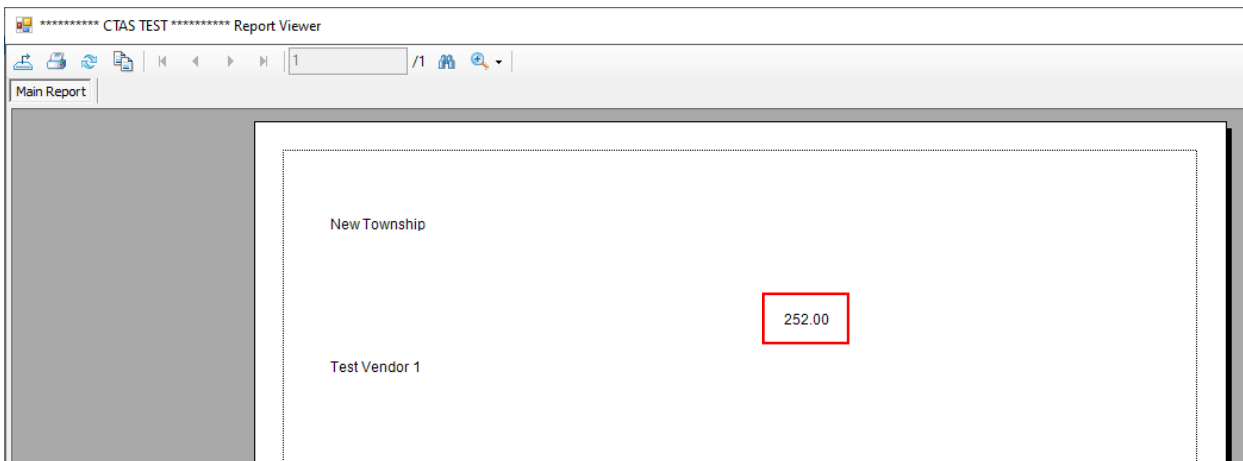 ********** CTAS TEST ********** Report Viewer
1 /1
Main Report
New Township
252.00
Test Vendor 1